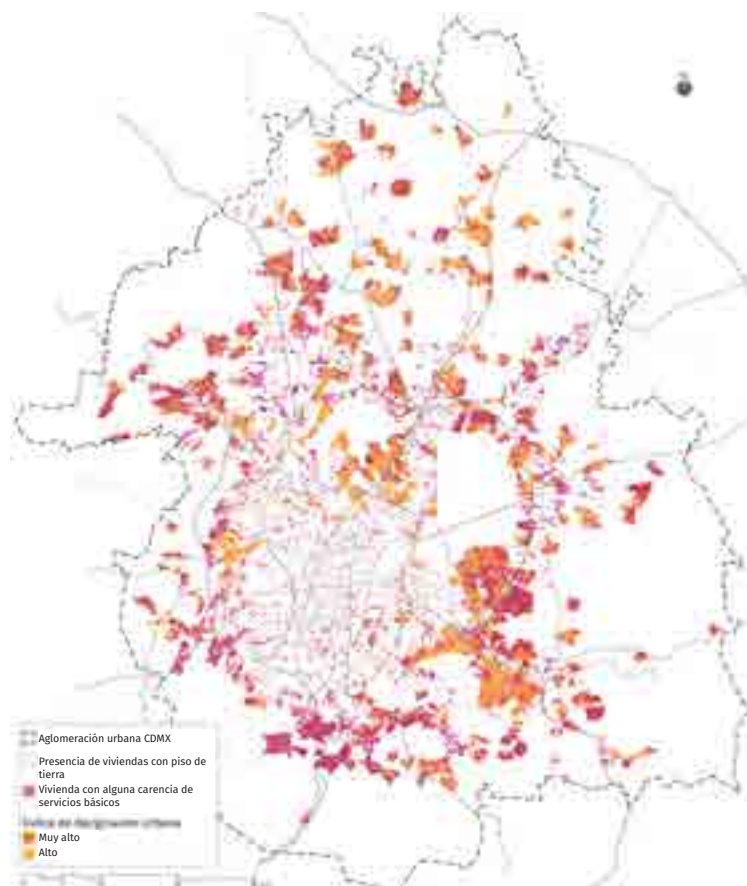 Aglomeración urbana CDMX
Presencia de viviendas con piso de
tierra
Vivienda con alguna carencia de
servicios básicos
Muy alto
Alto